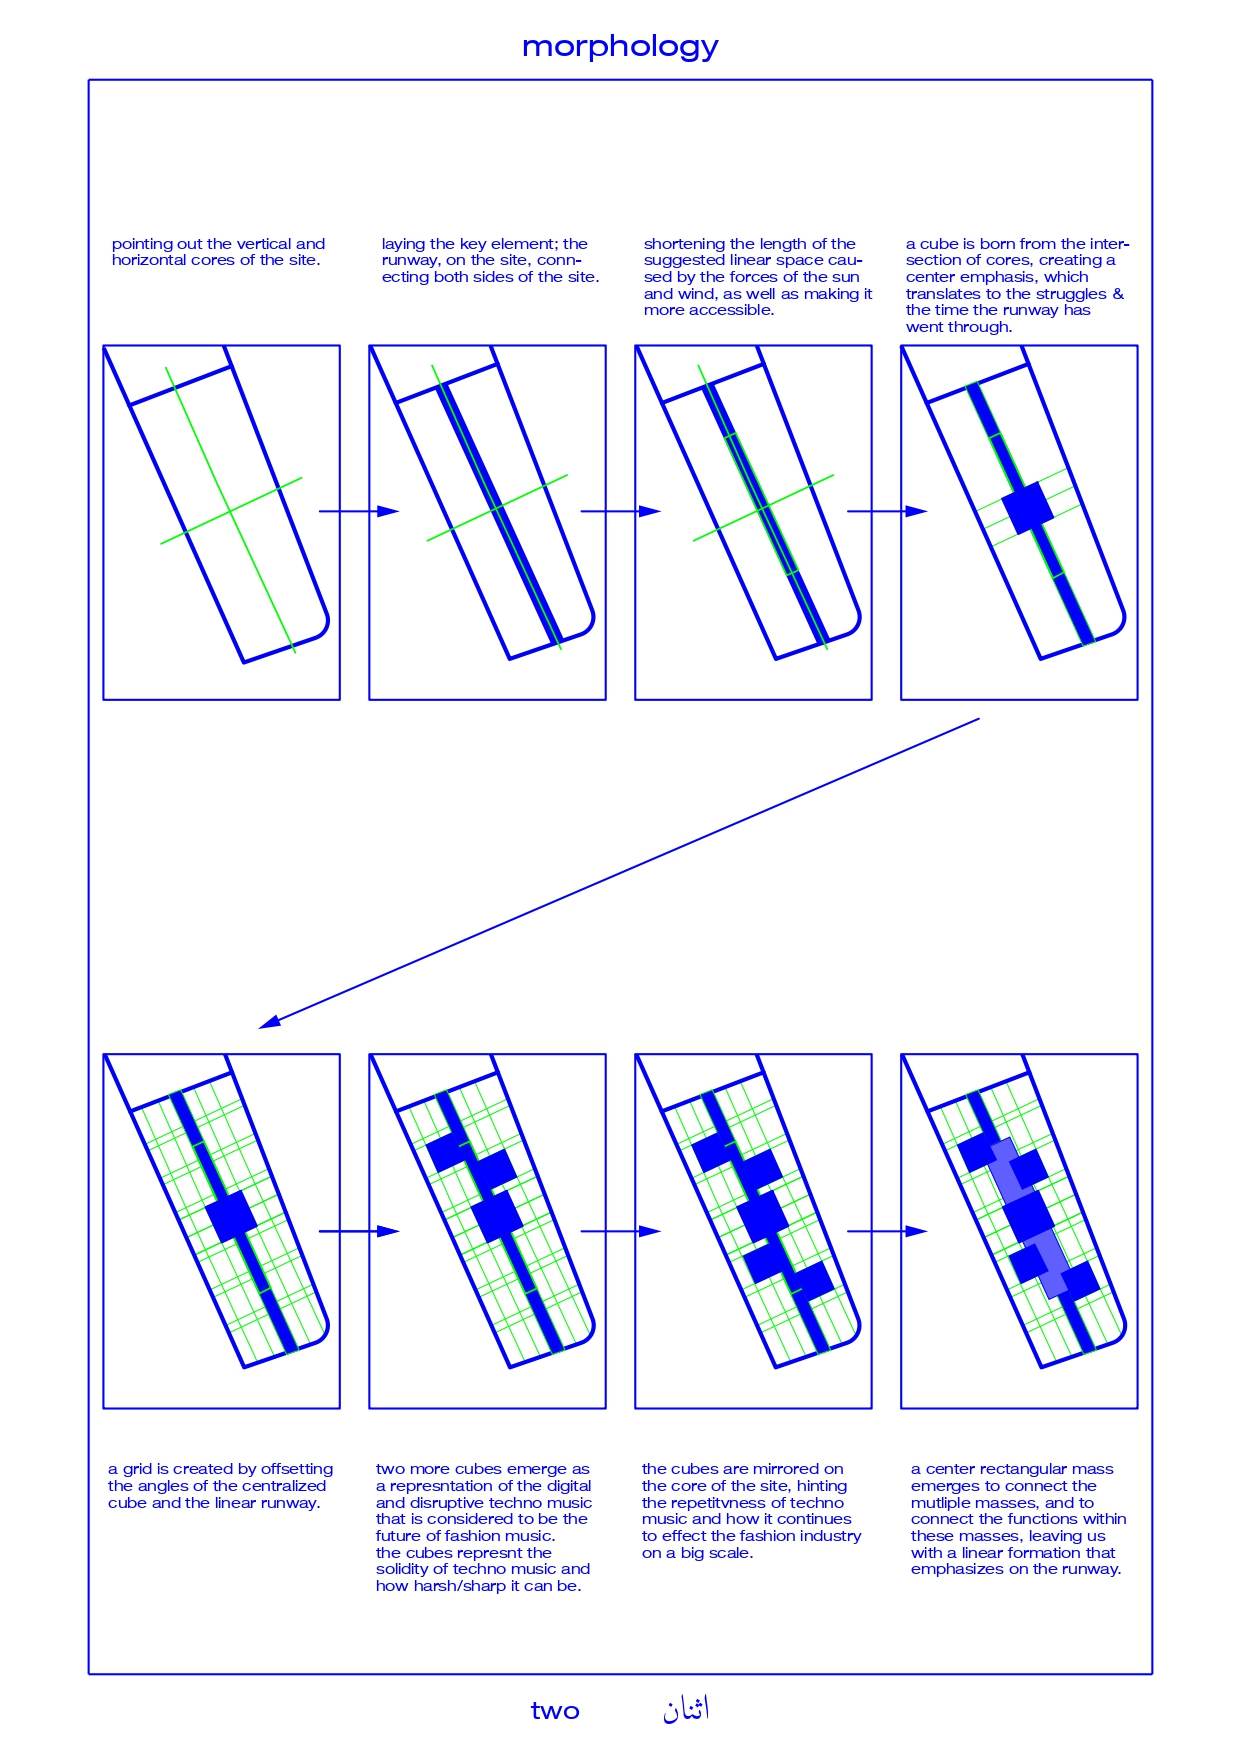 morphology
pointing out the vertical and
horizontal cores of the site.
laying the key element; the
runway, on the site, conn-
ecting both sides of the site.
shortening the length of the
suggested linear space cau-
sed by the forces of the sun
and wind, as well as making it
more accessible.
a cube is born from the inter-
section of cores, creating a
center emphasis, which
translates to the struggles &
the time the runway has
went through.
a grid is created by offsetting
the angles of the centralized
cube and the linear runway.
two more cubes emerge as
a represntation of the digital
and disruptive techno music
that is considered to be the
future of fashion music.
the cubes represnt the
solidity of techno music and
how harsh/sharp it can be.
the cubes are mirrored on
the core of the site, hinting
the repetitvness of techno
music and how it continues
to effect the fashion industry
on a big scale.
a center rectangular mass
emerges to connect the
mutliple masses, and to
connect the functions within
these masses, leaving us
with a linear formation that
emphasizes on the runway.
two
اثنان